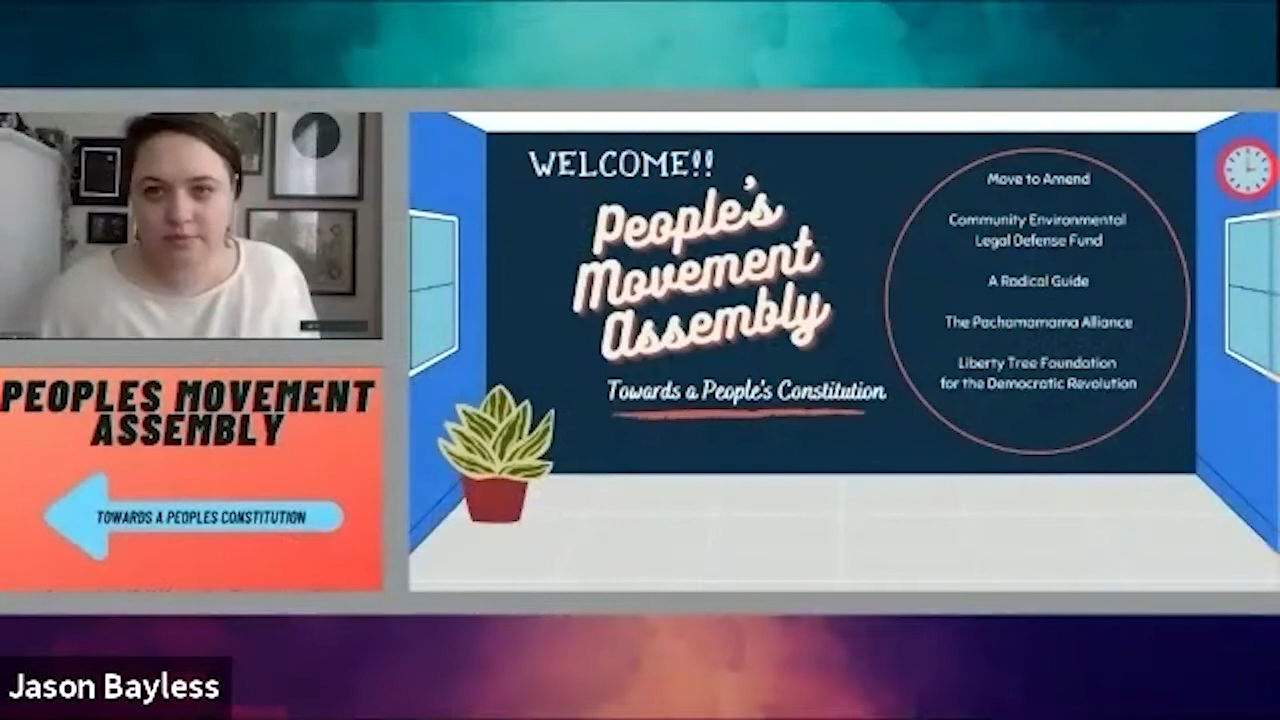 WELCOME!!
People's
Movement
Assembly
Towards a People's Constitution
Move to Amend
Community Environmental
Legal Defense Fund
A Radical Guide
The Pachamamama Alliance
Liberty Tree Foundation
for the Democratic Revolution
PEOPLES MOVEMENT
ASSEMBLY
TOWARDS A PEOPLES CONSTITUTION
Jason Bayless